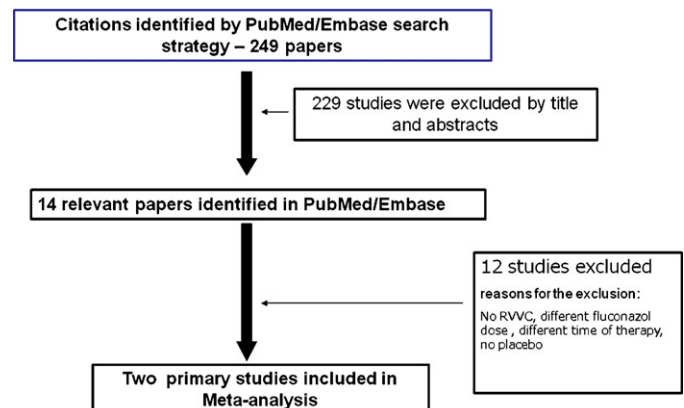 Citations identified by PubMed/Embase search
strategy – 249 papers
229 studies were excluded by title
and abstracts
14 relevant papers identified in PubMed/Embase
12 studies excluded
reasons for the exclusion:
No RVVC, different fluconazol
dose , different time of therapy,
no placebo
Two primary studies included in
Meta-analysis